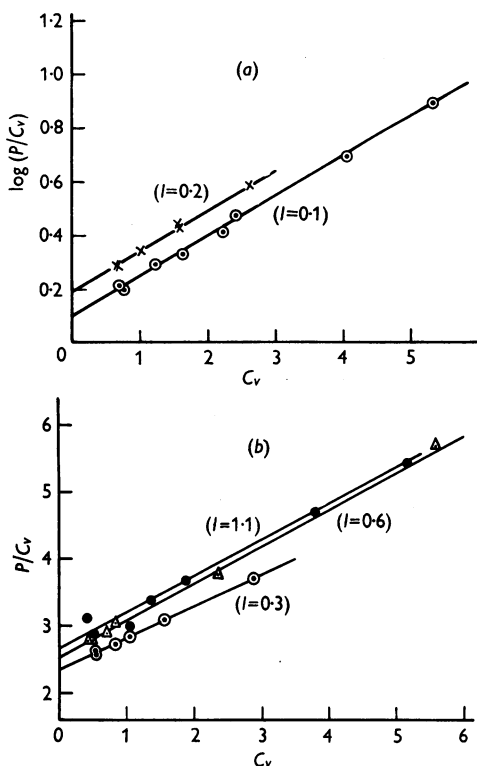 (a)
log (P/Cv)
1·2
1·0
0·8
0·6
0·4
0·2
0
(I=0·2)
(I=0·1)
1
2
3
4
5
Cv
(b)
P/Cv
6
5
4
3
2
(I=1·1)
(I=0·6)
(I=0·3)
0
1
2
3
4
5
6
Cv